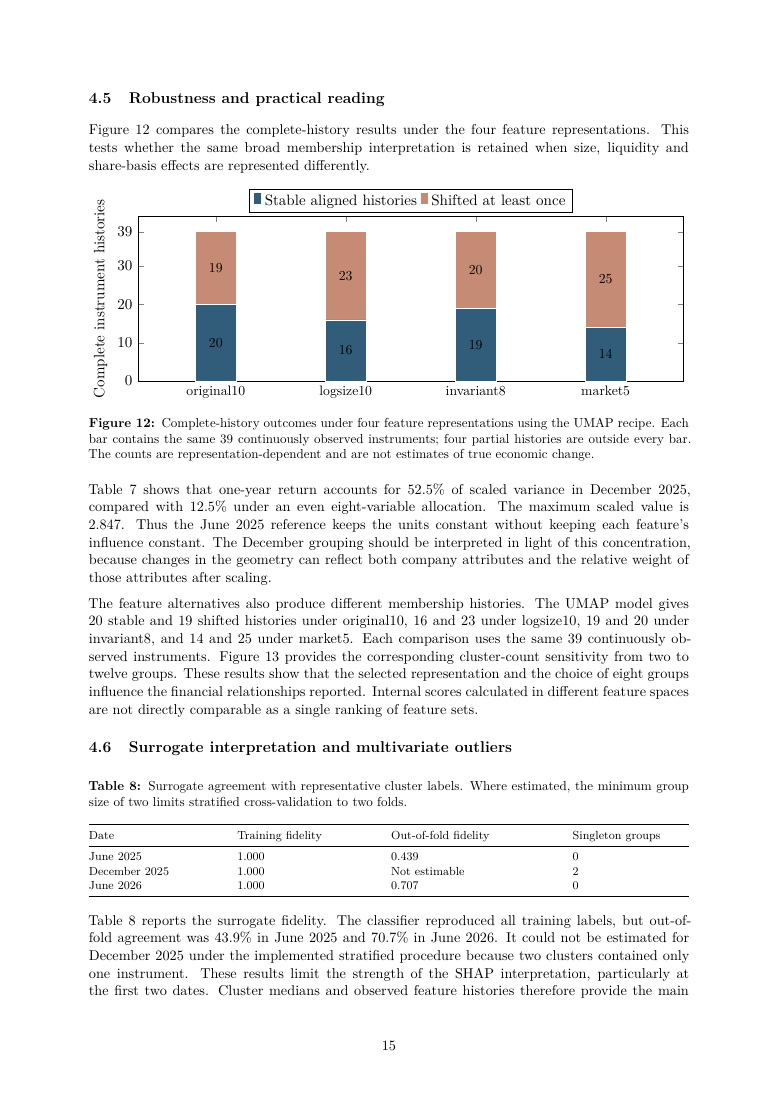 4.5 Robustness and practical reading
Figure 12 compares the complete-history results under the four feature representations. This
tests whether the same broad membership interpretation is retained when size, liquidity and
share-basis effects are represented differently.
Stable aligned histories Shifted at least once
Complete instrument histories
39
30
20
10
0
19
23
20
25
20
16
19
14
original10
logsize10
invariant8
market5
Figure 12: Complete-history outcomes under four feature representations using the UMAP recipe. Each
bar contains the same 39 continuously observed instruments; four partial histories are outside every bar.
The counts are representation-dependent and are not estimates of true economic change.
Table 7 shows that one-year return accounts for 52.5% of scaled variance in December 2025,
compared with 12.5% under an even eight-variable allocation. The maximum scaled value is
2.847. Thus the June 2025 reference keeps the units constant without keeping each feature's
influence constant. The December grouping should be interpreted in light of this concentration,
because changes in the geometry can reflect both company attributes and the relative weight of
those attributes after scaling.
The feature alternatives also produce different membership histories. The UMAP model gives
20 stable and 19 shifted histories under original10, 16 and 23 under logsize10, 19 and 20 under
invariant8, and 14 and 25 under market5. Each comparison uses the same 39 continuously ob-
served instruments. Figure 13 provides the corresponding cluster-count sensitivity from two to
twelve groups. These results show that the selected representation and the choice of eight groups
influence the financial relationships reported. Internal scores calculated in different feature spaces
are not directly comparable as a single ranking of feature sets.
4.6 Surrogate interpretation and multivariate outliers
Table 8: Surrogate agreement with representative cluster labels. Where estimated, the minimum group
size of two limits stratified cross-validation to two folds.
Date Training fidelity Out-of-fold fidelity Singleton groups
June 2025 1.000 0.439 0
December 2025 1.000 Not estimable 2
June 2026 1.000 0.707 0
Table 8 reports the surrogate fidelity. The classifier reproduced all training labels, but out-of-
fold agreement was 43.9% in June 2025 and 70.7% in June 2026. It could not be estimated for
December 2025 under the implemented stratified procedure because two clusters contained only
one instrument. These results limit the strength of the SHAP interpretation, particularly at
the first two dates. Cluster medians and observed feature histories therefore provide the main
15